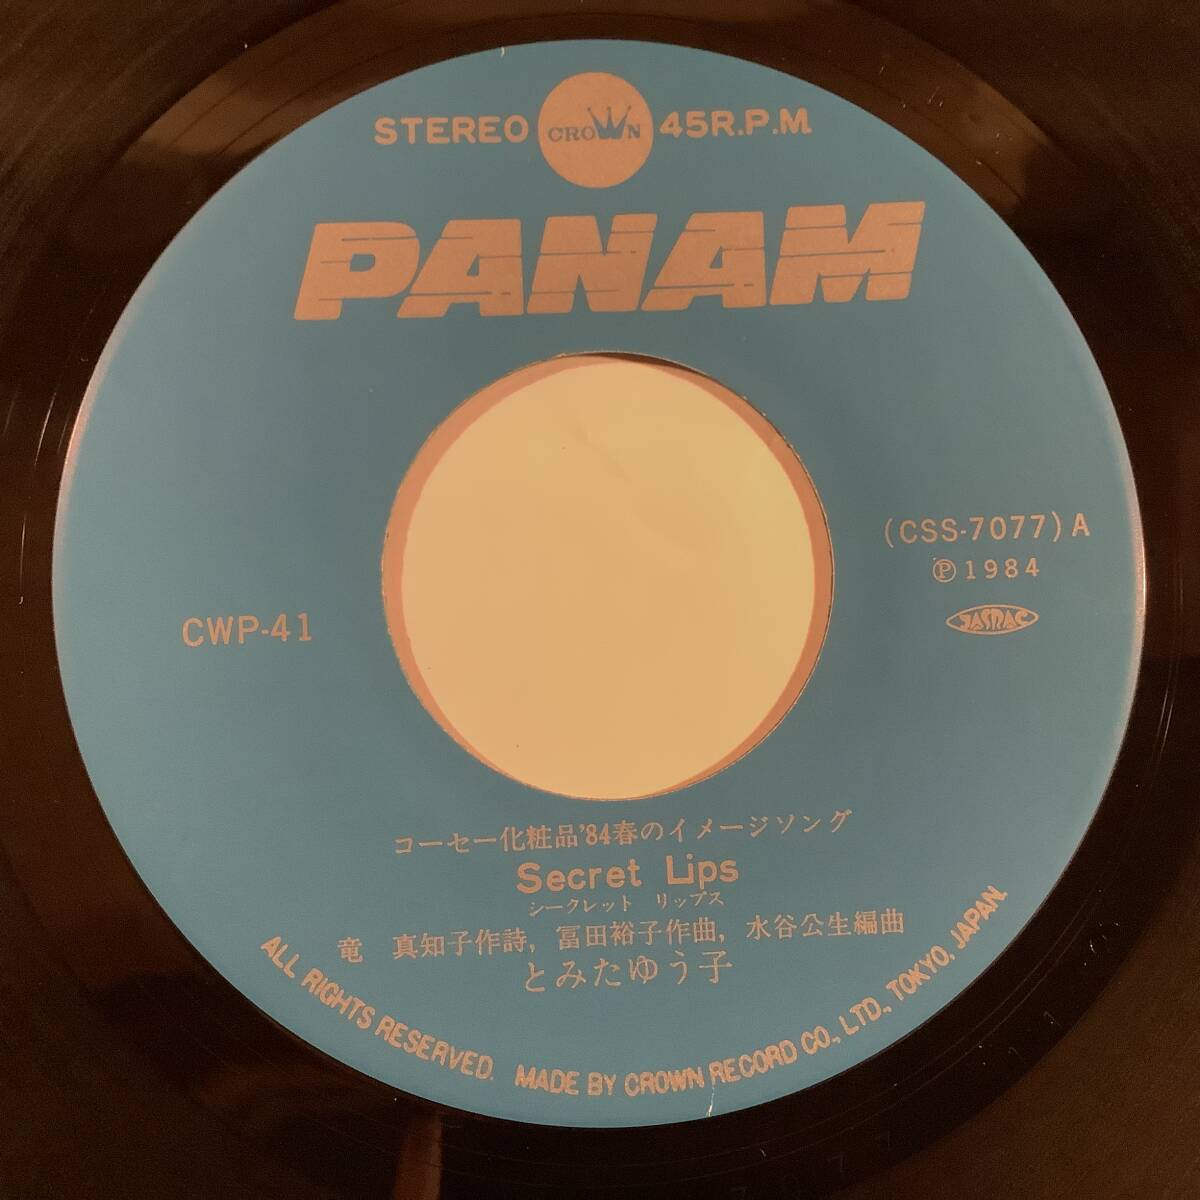 STEREO CROWN 45R.P.M.
PANAM
(CSS-7077) A
Ⓟ1984
JASRAC
CWP-41
コーセー化粧品'84春のイメージソング
Secret Lips
シークレット リップス
竜 真知子作詩, 冨田裕子作曲, 水谷公生編曲
とみたゆう子
ALL RIGHTS RESERVED. MADE BY CROWN RECORD CO., LTD., TOKYO, JAPAN.